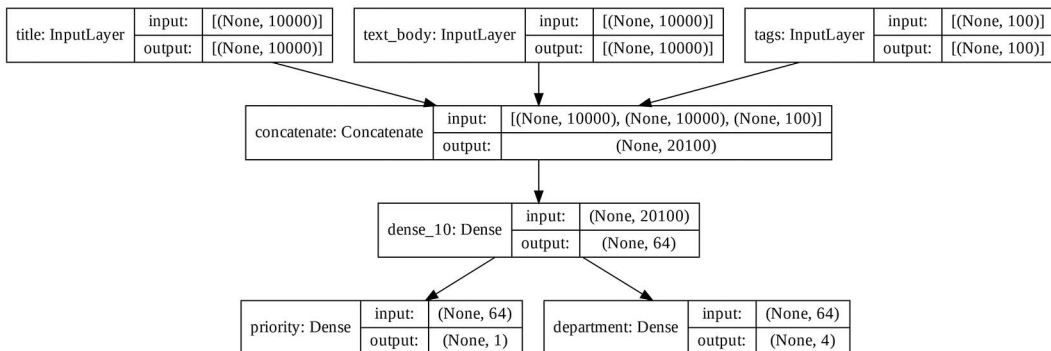 title: InputLayer
input: [(None, 10000)]
output: [(None, 10000)]
text_body: InputLayer
input: [(None, 10000)]
output: [(None, 10000)]
tags: InputLayer
input: [(None, 100)]
output: [(None, 100)]
concatenate: Concatenate
input: [(None, 10000), (None, 10000), (None, 100)]
output: (None, 20100)
dense_10: Dense
input: (None, 20100)
output: (None, 64)
priority: Dense
input: (None, 64)
output: (None, 1)
department: Dense
input: (None, 64)
output: (None, 4)